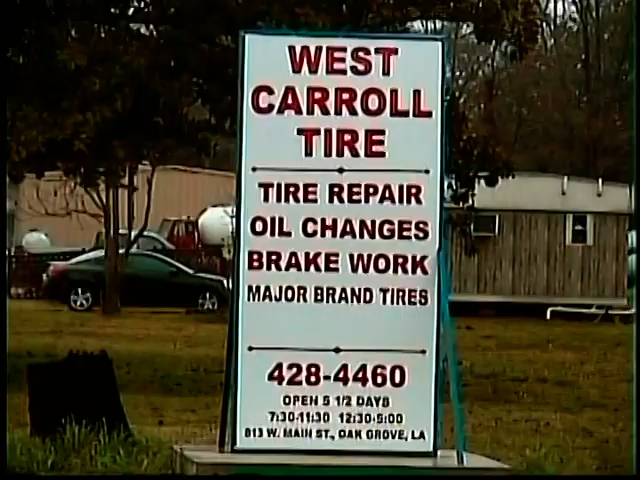 WEST
CARROLL
TIRE
TIRE REPAIR
OIL CHANGES
BRAKE WORK
MAJOR BRAND TIRES
428-4460
OPEN 5 1/2 DAYS
7:30-11:30 12:30-5:00
813 W. MAIN ST., OAK GROVE, LA